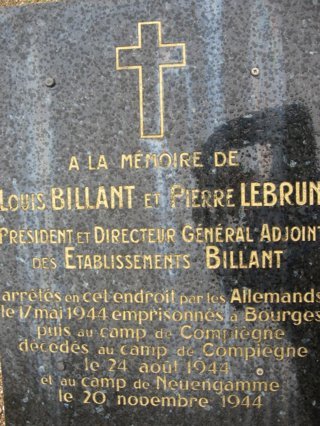 A LA MÉMOIRE DE
LOUIS BILLANT ET PIERRE LEBRUN
PRESIDENT ET DIRECTEUR GÉNÉRAL ADJOINT
DES ETABLISSEMENTS BILLANT
arrêtés en cet endroit par les Allemands
le 17 mai 1944 emprisonnés à Bourges
puis au camp de Compiègne
décédés au camp de Compiegne
le 24 août 1944
et au camp de Neuengamme
le 20 novembre 1944